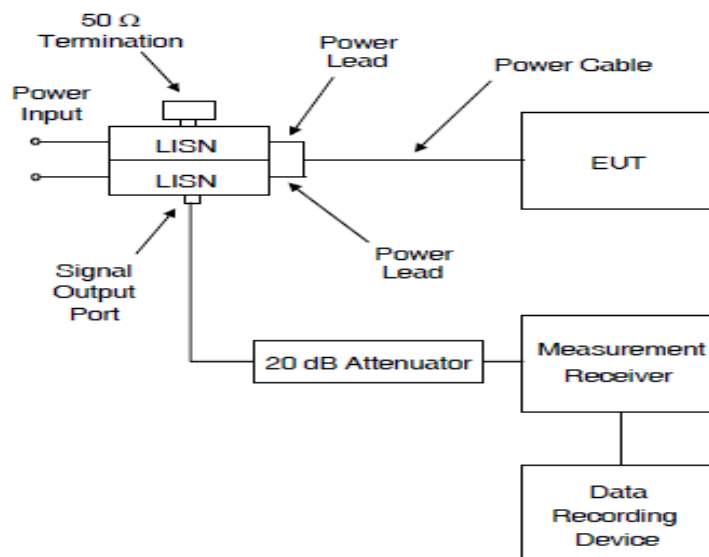 50 Ω
Termination
Power
Lead
Power Cable
Power
Input
LISN
LISN
EUT
Power
Lead
Signal
Output
Port
20 dB Attenuator
Measurement
Receiver
Data
Recording
Device